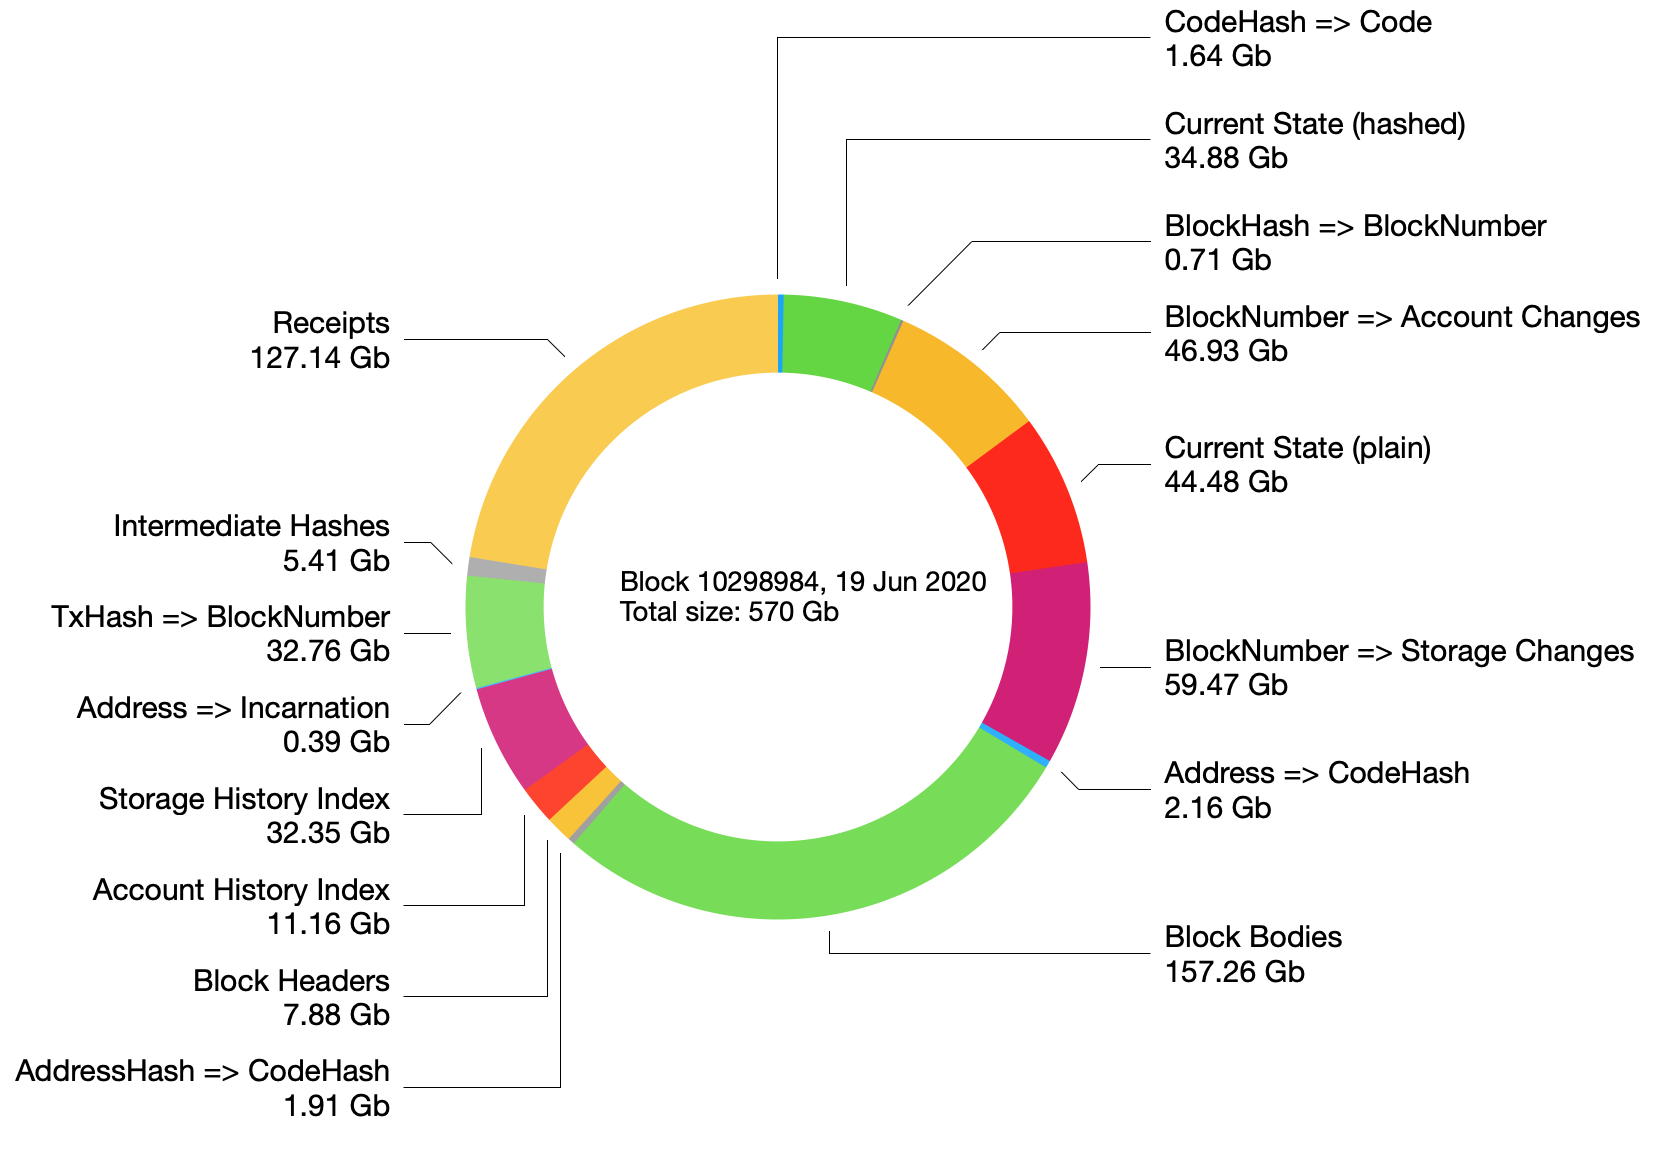 CodeHash => Code
1.64 Gb
Current State (hashed)
34.88 Gb
BlockHash => BlockNumber
0.71 Gb
BlockNumber => Account Changes
46.93 Gb
Current State (plain)
44.48 Gb
BlockNumber => Storage Changes
59.47 Gb
Address => CodeHash
2.16 Gb
Block Bodies
157.26 Gb
Receipts
127.14 Gb
Intermediate Hashes
5.41 Gb
TxHash => BlockNumber
32.76 Gb
Address => Incarnation
0.39 Gb
Storage History Index
32.35 Gb
Account History Index
11.16 Gb
Block Headers
7.88 Gb
AddressHash => CodeHash
1.91 Gb
Block 10298984, 19 Jun 2020
Total size: 570 Gb